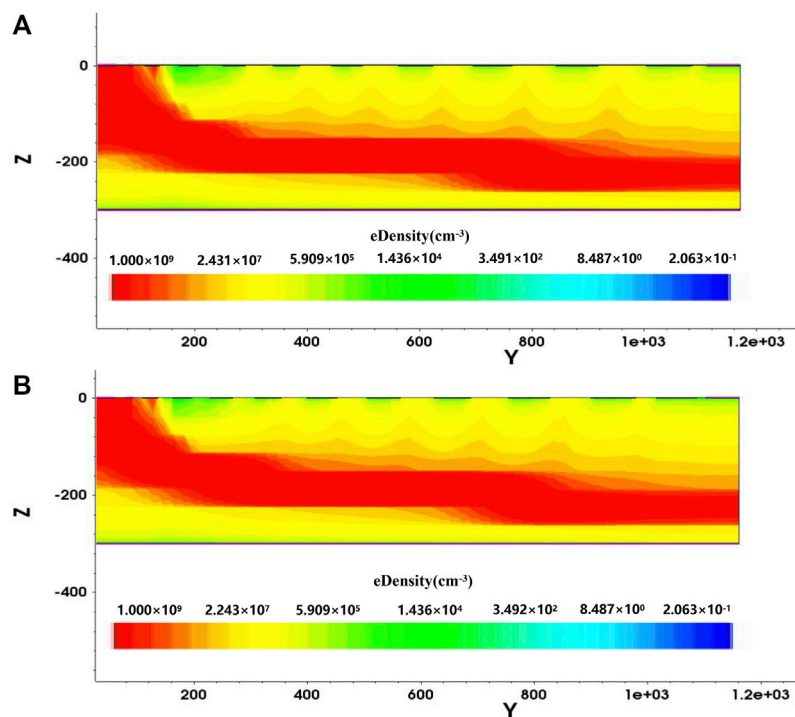 A
0
Z
-200
-400
eDensity(cm⁻³)
1.000×10⁹ 2.431×10⁷ 5.909×10⁵ 1.436×10⁴ 3.491×10² 8.487×10⁰ 2.063×10⁻¹
200 400 600 800 1e+03 1.2e+03
Y
B
0
Z
-200
-400
eDensity(cm⁻³)
1.000×10⁹ 2.243×10⁷ 5.909×10⁵ 1.436×10⁴ 3.492×10² 8.487×10⁰ 2.063×10⁻¹
200 400 600 800 1e+03 1.2e+03
Y